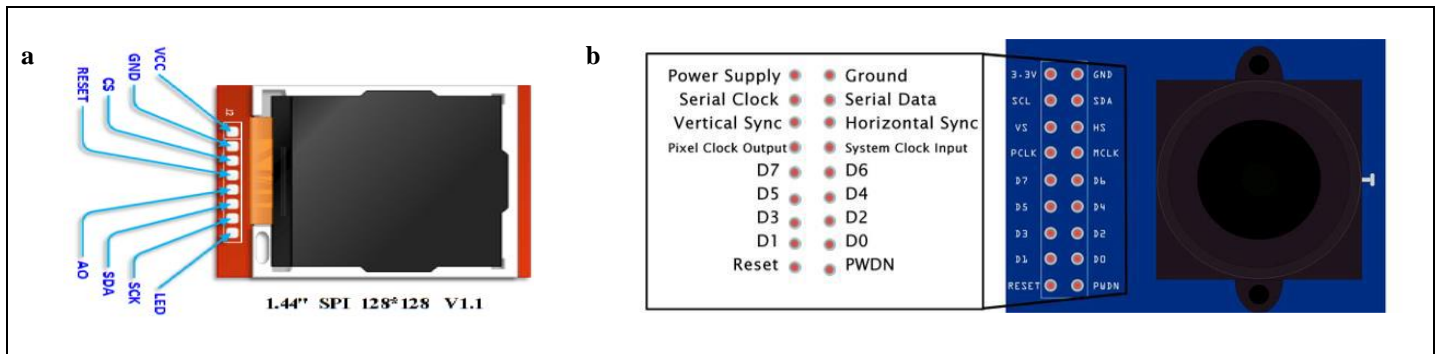 a
VCC
GND
CS
RESET
AO
SDA
SCK
LED
1.44" SPI 128*128 V1.1
b
Power Supply Ground
Serial Clock Serial Data
Vertical Sync Horizontal Sync
Pixel Clock Output System Clock Input
D7 D6
D5 D4
D3 D2
D1 D0
Reset PWDN
3.3V GND
SCL SDA
VS HS
PCLK MCLK
D7 D6
D5 D4
D3 D2
D1 D0
RESET PWDN